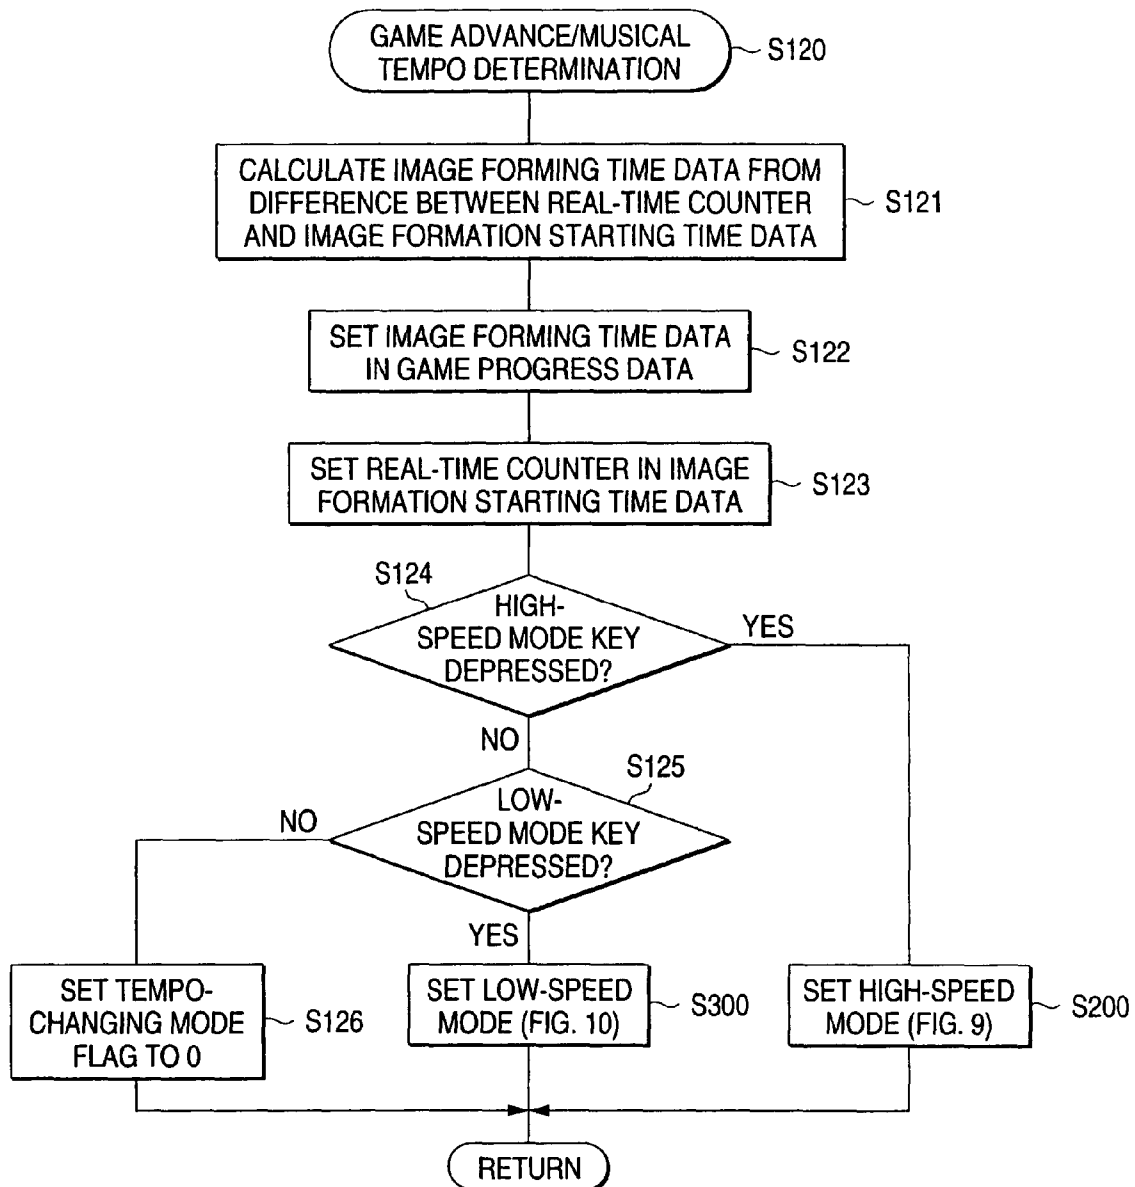 GAME ADVANCE/MUSICAL
TEMPO DETERMINATION
S120
CALCULATE IMAGE FORMING TIME DATA FROM
DIFFERENCE BETWEEN REAL-TIME COUNTER
AND IMAGE FORMATION STARTING TIME DATA
S121
SET IMAGE FORMING TIME DATA
IN GAME PROGRESS DATA
S122
SET REAL-TIME COUNTER IN IMAGE
FORMATION STARTING TIME DATA
S123
S124
HIGH-
SPEED MODE KEY
DEPRESSED?
YES
NO
S125
LOW-
SPEED MODE KEY
DEPRESSED?
NO
YES
SET TEMPO-
CHANGING MODE
FLAG TO 0
S126
SET LOW-SPEED
MODE (FIG. 10)
S300
SET HIGH-SPEED
MODE (FIG. 9)
S200
RETURN